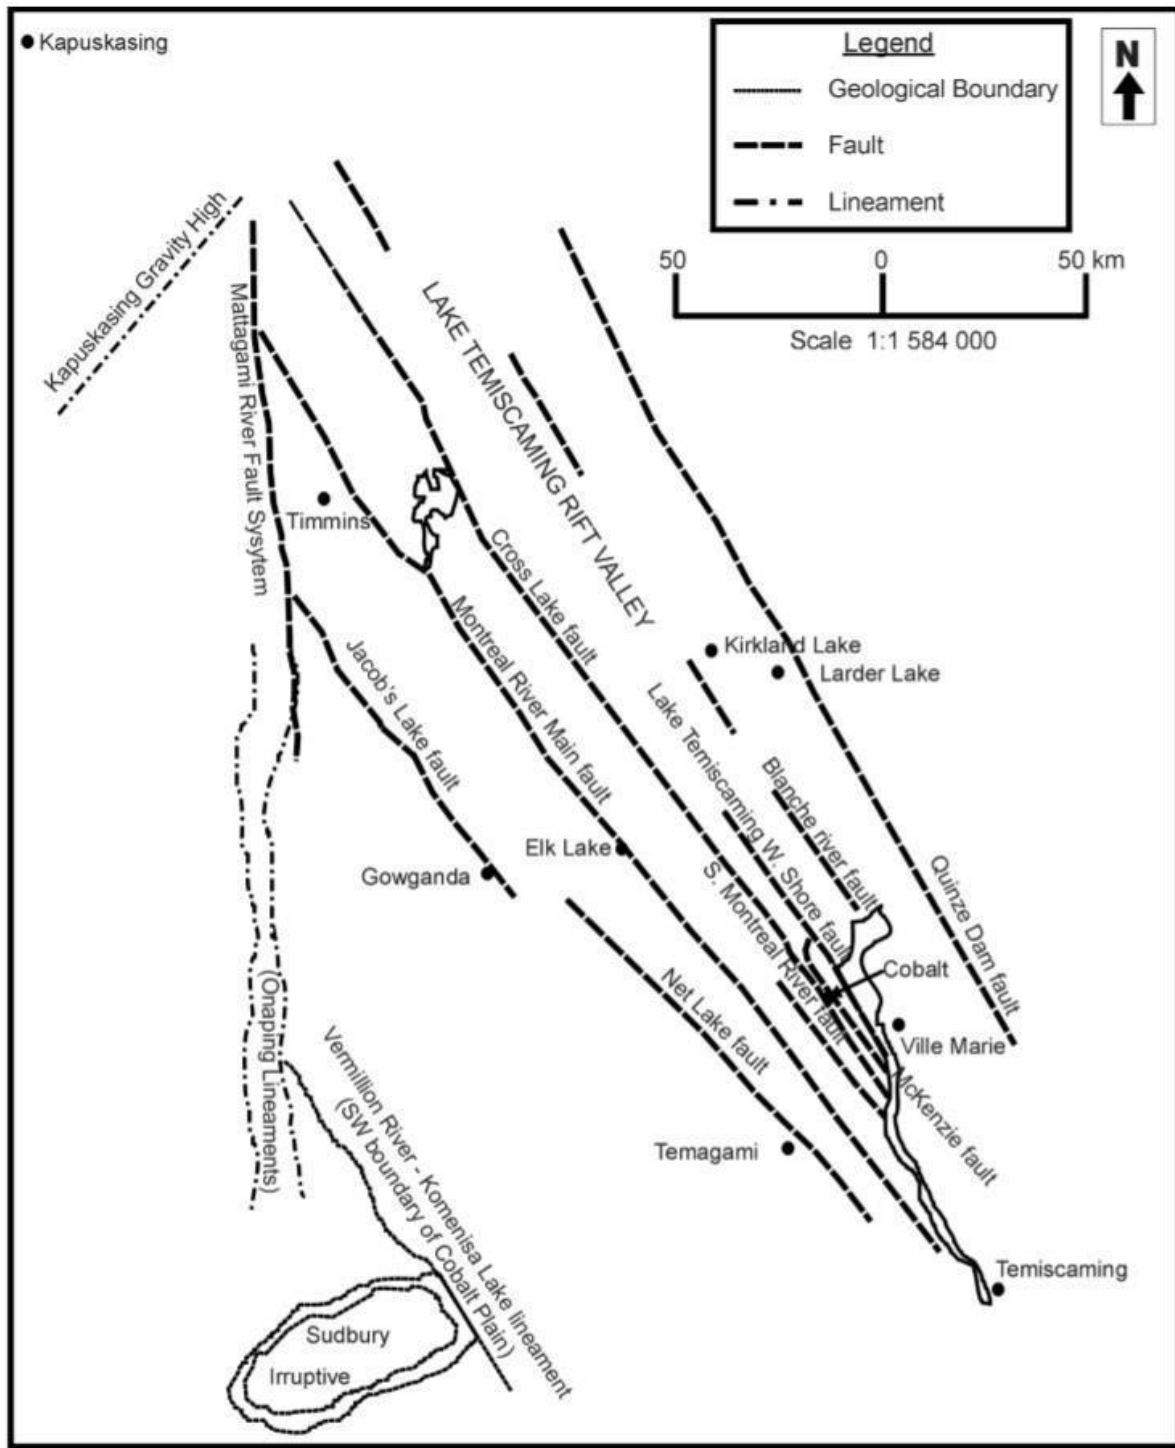 Kapuskasing
Legend
Geological Boundary
Fault
Lineament
N
50
0
50 km
Scale 1:1 584 000
Kapuskasing Gravity High
Mattagami River Fault Sysytem
LAKE TEMISCAMING RIFT VALLEY
Timmins
Cross Lake fault
Montreal River Main fault
Jacob's Lake fault
Kirkland Lake
Larder Lake
Lake Temiscaming W. Shore fault
Blanche river fault
Quinze Dam fault
Elk Lake
Gowganda
S. Montreal River fault
Net Lake fault
Cobalt
Ville Marie
McKenzie fault
(Onaping Lineaments)
Vermillion River - Komenisa Lake lineament
(SW boundary of Cobalt Plain)
Temagami
Temiscaming
Sudbury
Irruptive